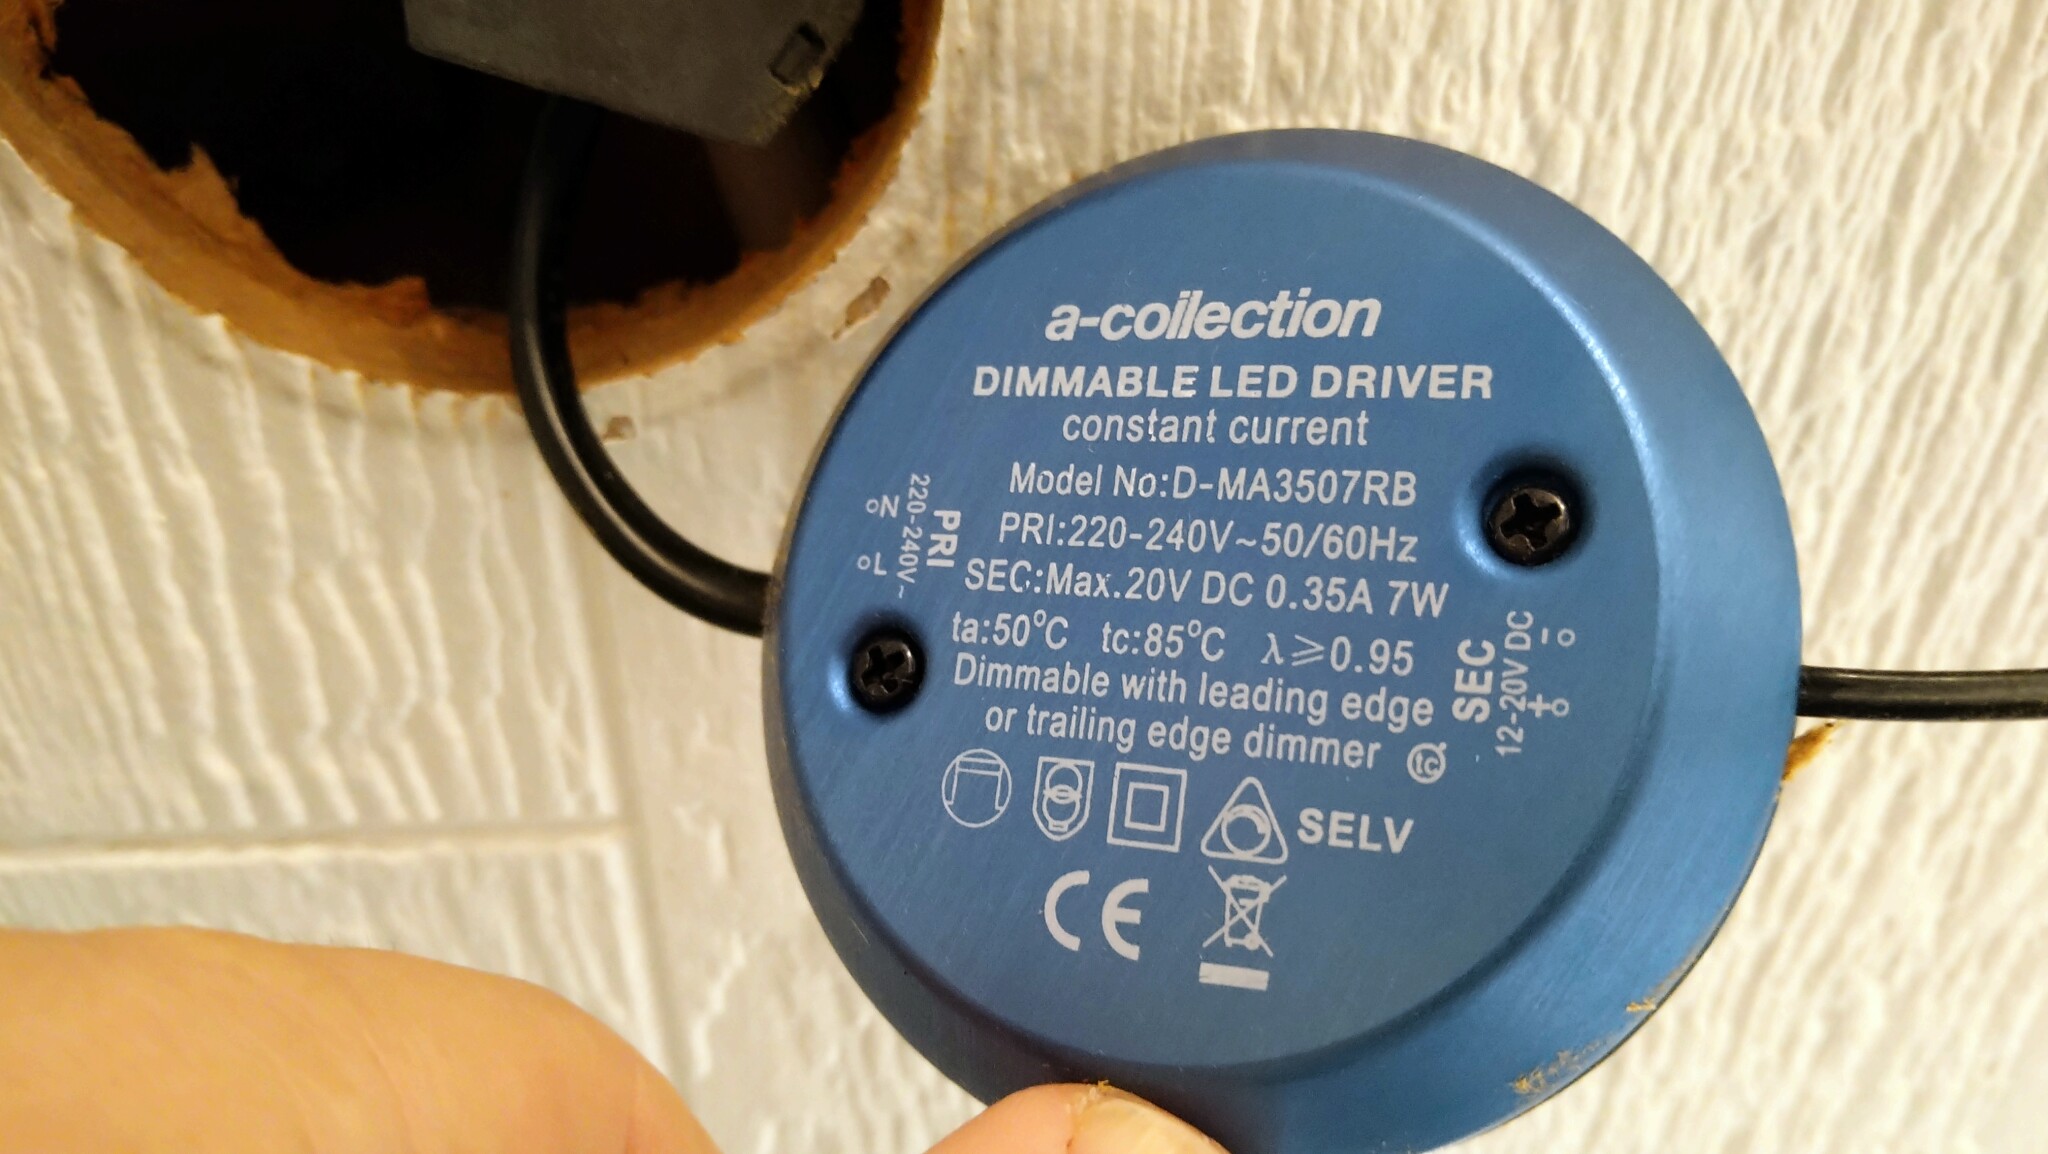 a-collection
DIMMABLE LED DRIVER
constant current
Model No:D-MA3507RB
PRI:220-240V~50/60Hz
SEC:Max.20V DC 0.35A 7W
ta:50°C tc:85°C λ≥0.95
Dimmable with leading edge
or trailing edge dimmer tc
SELV
CE
PRI
220-240V~
N
L
SEC
12-20V DC
-
+